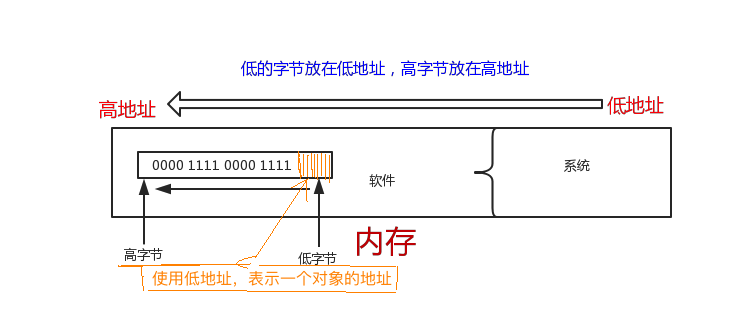 低的字节放在低地址，高字节放在高地址
高地址
低地址
0000 1111 0000 1111
系统
软件
内存
高字节
低字节
使用低地址，表示一个对象的地址